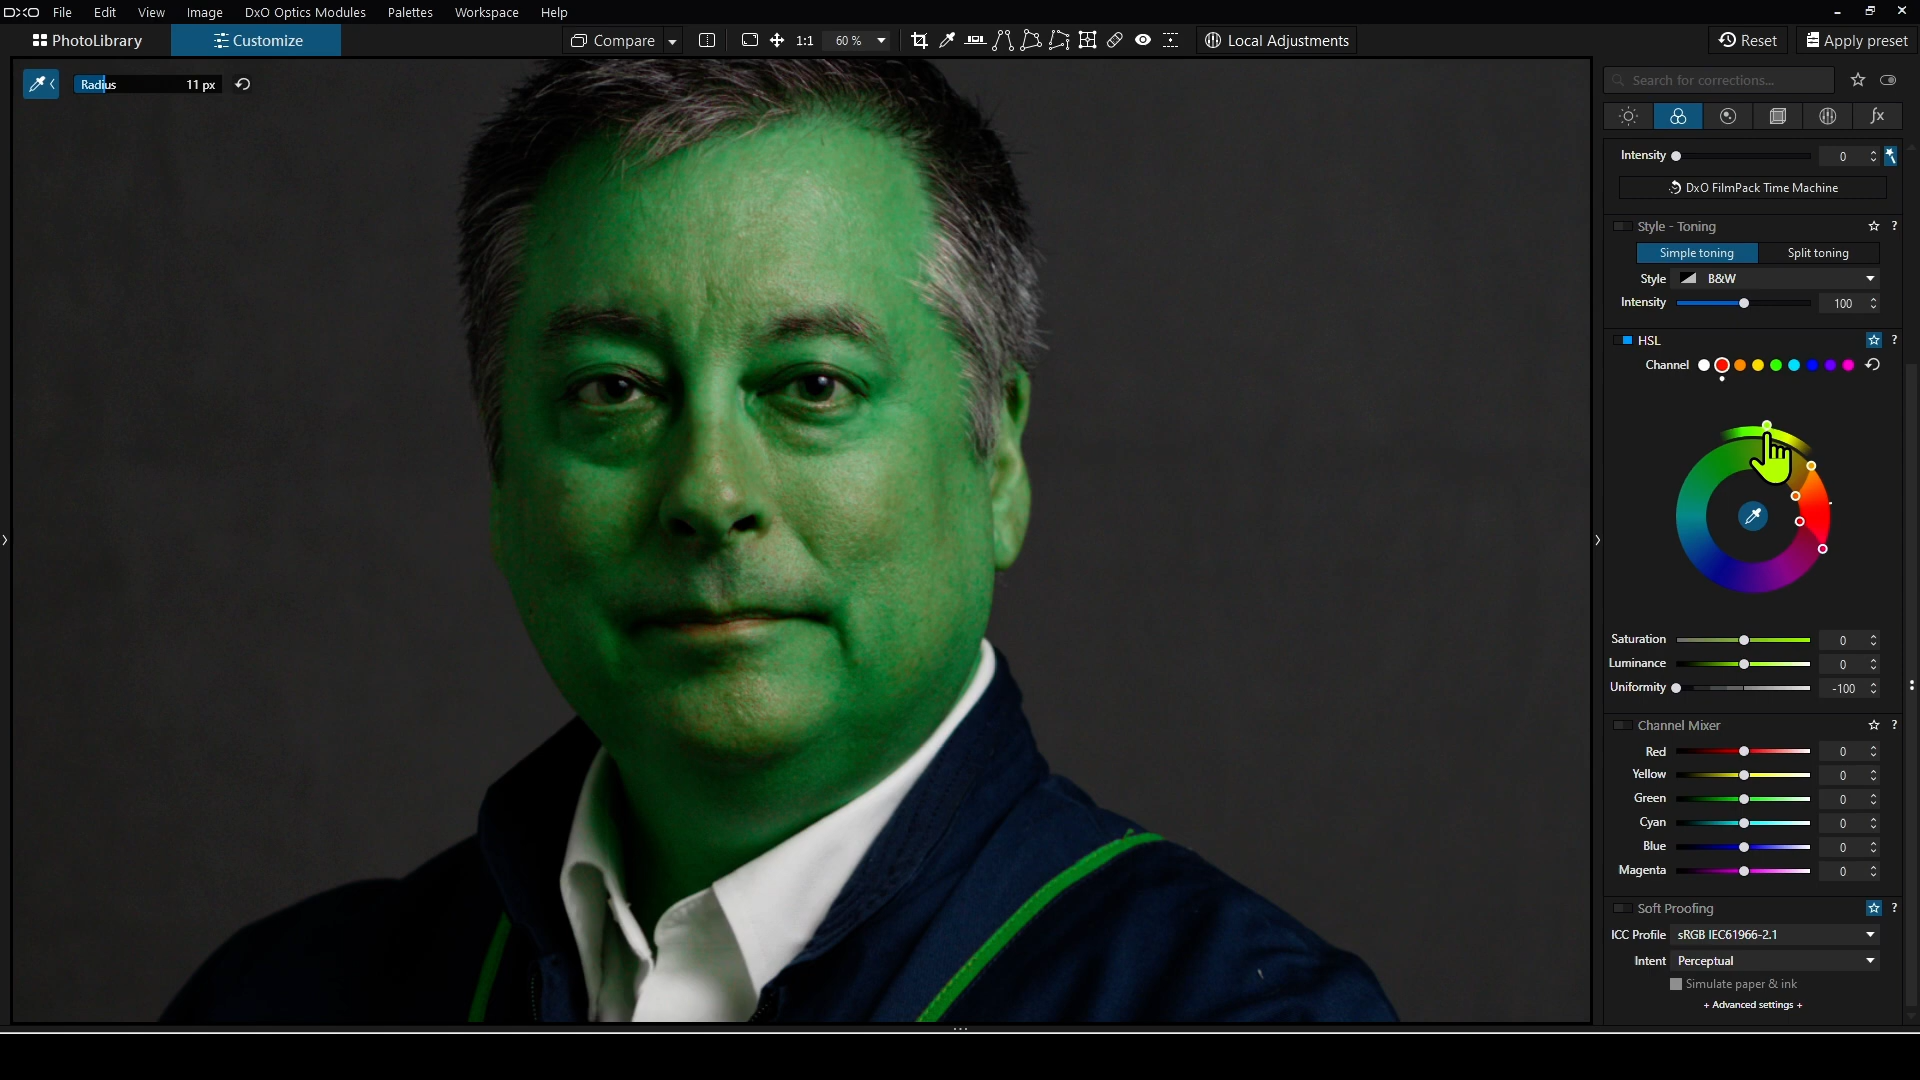 DXO File Edit View Image DxO Optics Modules Palettes Workspace Help
PhotoLibrary Customize Compare 1:1 60 % Local Adjustments Reset Apply preset
Radius 11 px
Search for corrections...
fx
Intensity 0
DxO FilmPack Time Machine
Style - Toning ?
Simple toning Split toning
Style B&W
Intensity 100
HSL ?
Channel
Saturation 0
Luminance 0
Uniformity -100
Channel Mixer ?
Red 0
Yellow 0
Green 0
Cyan 0
Blue 0
Magenta 0
Soft Proofing ?
ICC Profile sRGB IEC61966-2.1
Intent Perceptual
Simulate paper & ink
+ Advanced settings +